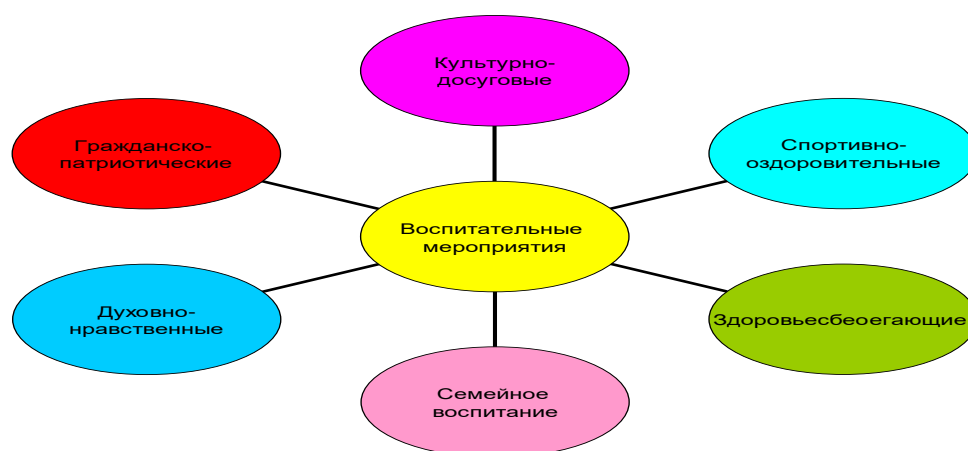 Культурно-
досуговые
Гражданско-
патриотические
Спортивно-
оздоровительные
Воспитательные
мероприятия
Духовно-
нравственные
Здоровьесбеоегающие
Семейное
воспитание